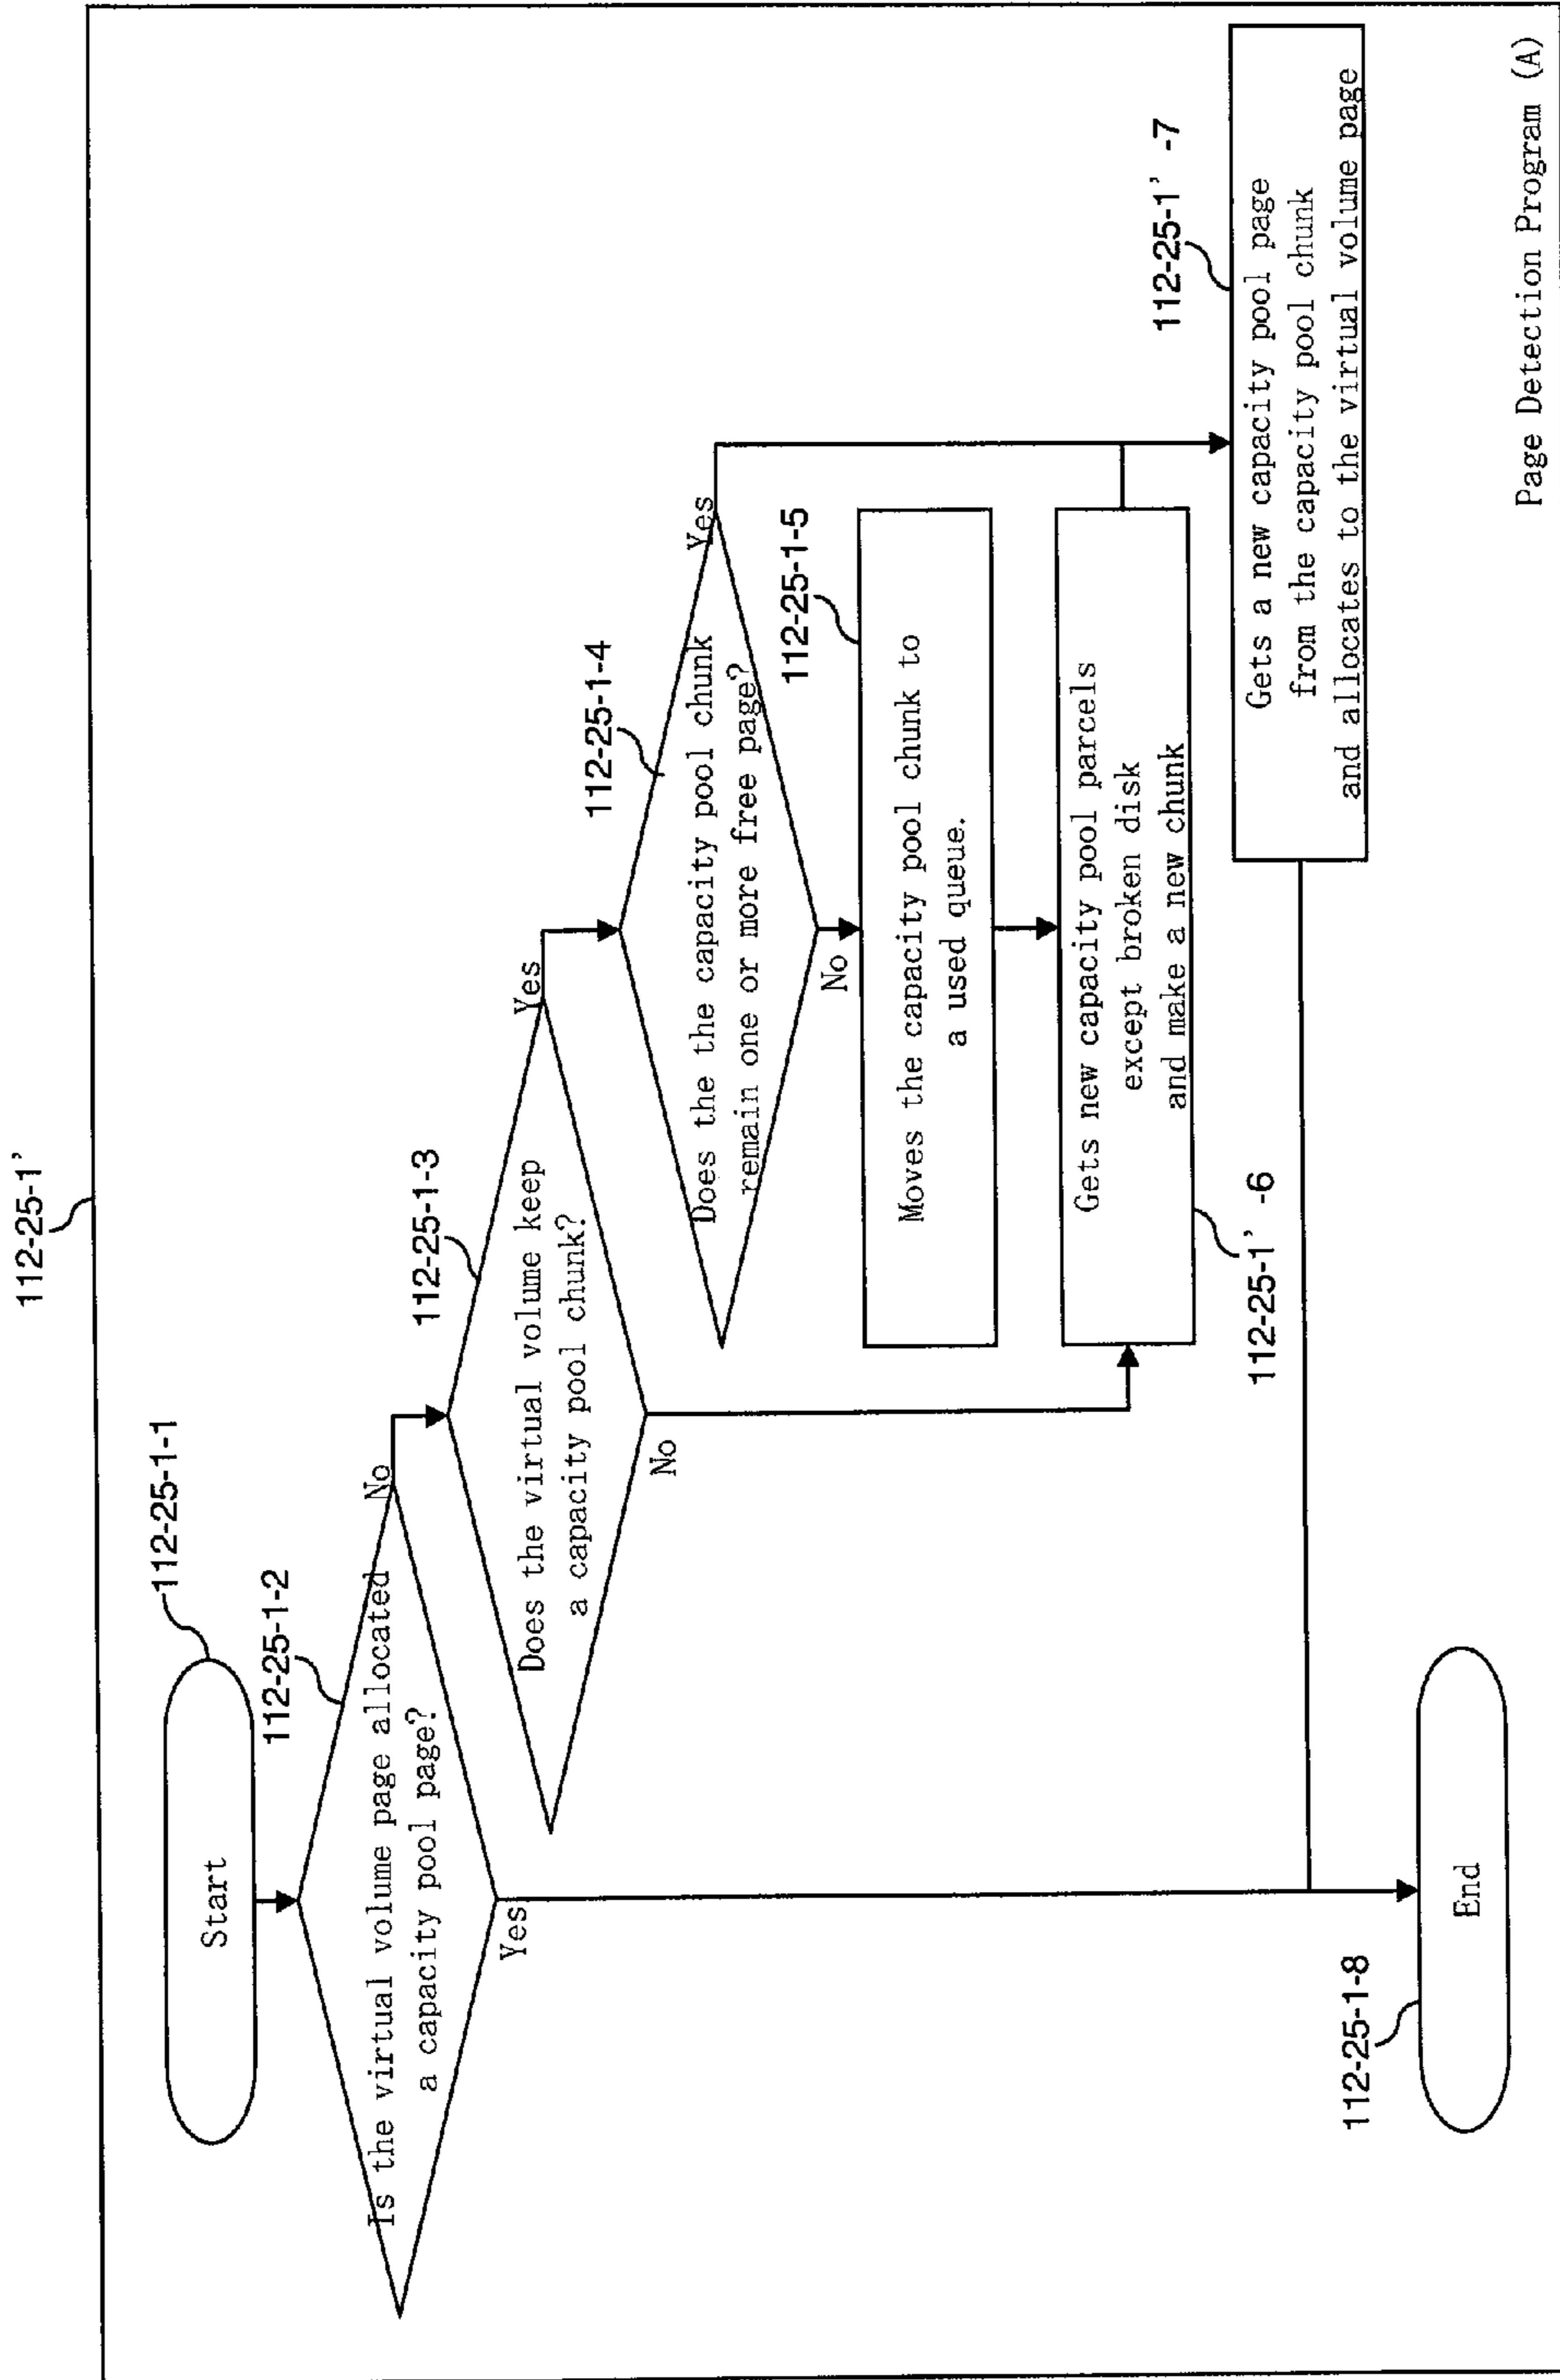 112-25-1'
112-25-1-1
Start
112-25-1-2
Is the virtual volume page allocated
a capacity pool page?
No
Yes
112-25-1-3
Does the virtual volume keep
a capacity pool chunk?
Yes
No
112-25-1-4
Does the the capacity pool chunk
remain one or more free page?
Yes
No
112-25-1-5
Moves the capacity pool chunk to
a used queue.
Gets new capacity pool parcels
except broken disk
and make a new chunk
112-25-1' -6
112-25-1' -7
Gets a new capacity pool page
from the capacity pool chunk
and allocates to the virtual volume page
112-25-1-8
End
Page Detection Program (A)